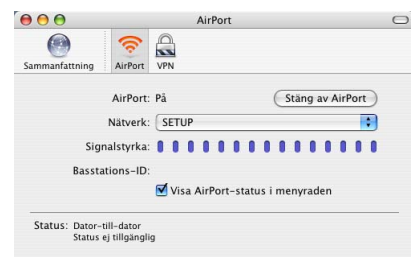 AirPort
Sammanfattning AirPort VPN
AirPort: På Stäng av AirPort
Nätverk: SETUP
Signalstyrka:
Basstations-ID:
Visa AirPort-status i menyraden
Status: Dator-till-dator
Status ej tillgänglig